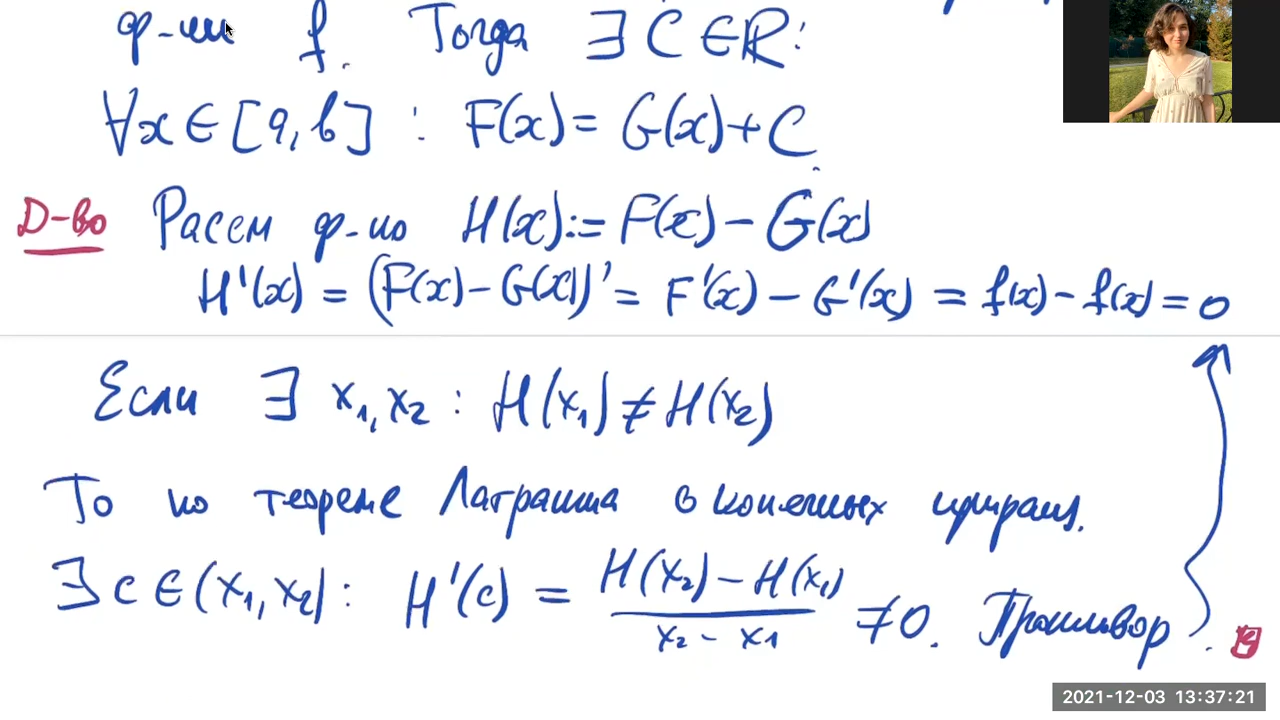 ф-ии f. Тогда ∃ C ∈ ℝ:
∀x ∈ [a, b] : F(x) = G(x) + C.
Д-во Рассм ф-ию H(x) := F(x) − G(x)
H'(x) = (F(x) − G(x))' = F'(x) − G'(x) = f(x) − f(x) = 0
Если ∃ x₁, x₂ : H(x₁) ≠ H(x₂)
То по теореме Лагранжа о конечных приращ.
∃ c ∈ (x₁, x₂) : H'(c) = (H(x₂) − H(x₁)) / (x₂ − x₁) ≠ 0. Противор.
2021-12-03 13:37:21